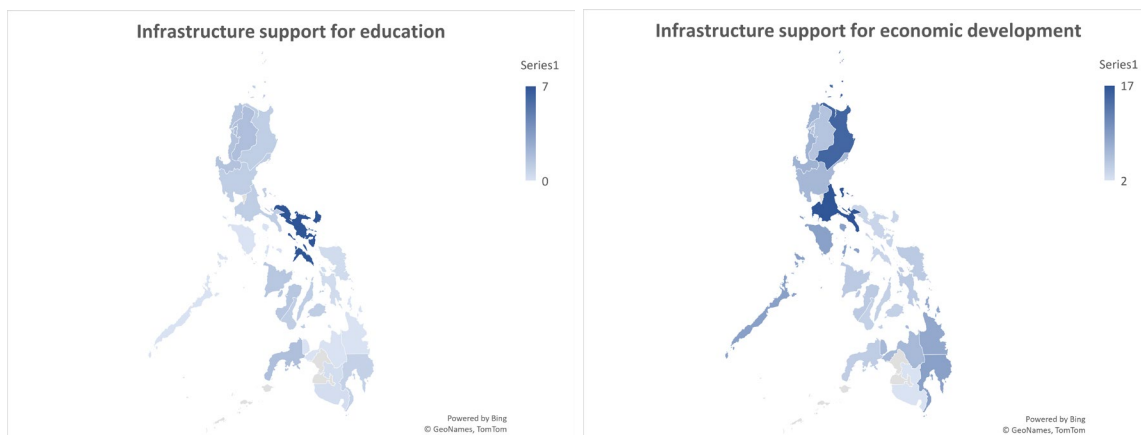 Infrastructure support for education
Series1
7
0
Powered by Bing
© GeoNames, TomTom
Infrastructure support for economic development
Series1
17
2
Powered by Bing
© GeoNames, TomTom